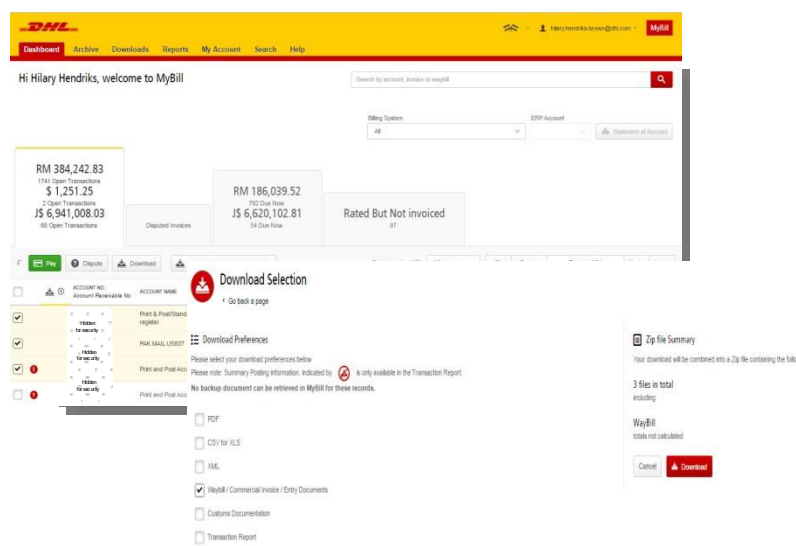 DHL
hilary.hendriks-brown@dhl.com
MyBill
Dashboard Archive Downloads Reports My Account Search Help
Hi Hilary Hendriks, welcome to MyBill
Search by account, invoice or waybill
Billing System
ERP Account
All
Statement of Account
RM 384,242.83
1741 Open Transactions
$ 1,251.25
2 Open Transactions
J$ 6,941,008.03
66 Open Transactions
Disputed Invoices
RM 186,039.52
792 Due Now
J$ 6,620,102.81
54 Due Now
Rated But Not invoiced
87
Pay
Dispute
Download
ACCOUNT NO.
Account Receivable No.
ACCOUNT NAME
Hidden
for security
Print & Post/Stand
register
Hidden
for security
PAK MAIL US837
Print and Post Acco
Hidden
for security
Print and Post Acco
Download Selection
Go back a page
Download Preferences
Please select your download preferences below
Please note: Summary Posting information, indicated by is only available in the Transaction Report.
No backup document can be retrieved in MyBill for these records.
PDF
CSV for XLS
XML
Waybill / Commercial Invoice / Entry Documents
Customs Documentation
Transaction Report
Zip file Summary
Your download will be combined into a Zip file containing the follo
3 files in total
including:
WayBill
totals not calculated
Cancel
Download